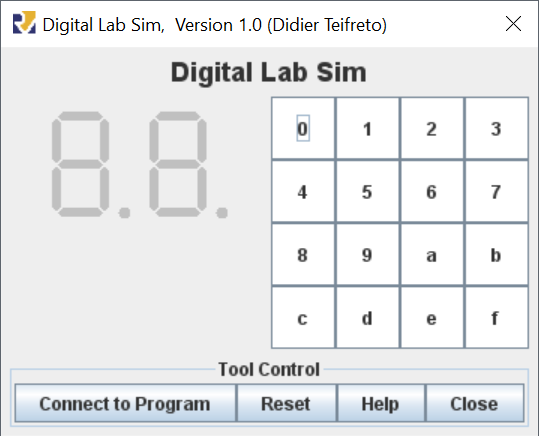 Digital Lab Sim, Version 1.0 (Didier Teifreto)
Digital Lab Sim
0 1 2 3
4 5 6 7
8 9 a b
c d e f
Tool Control
Connect to Program Reset Help Close